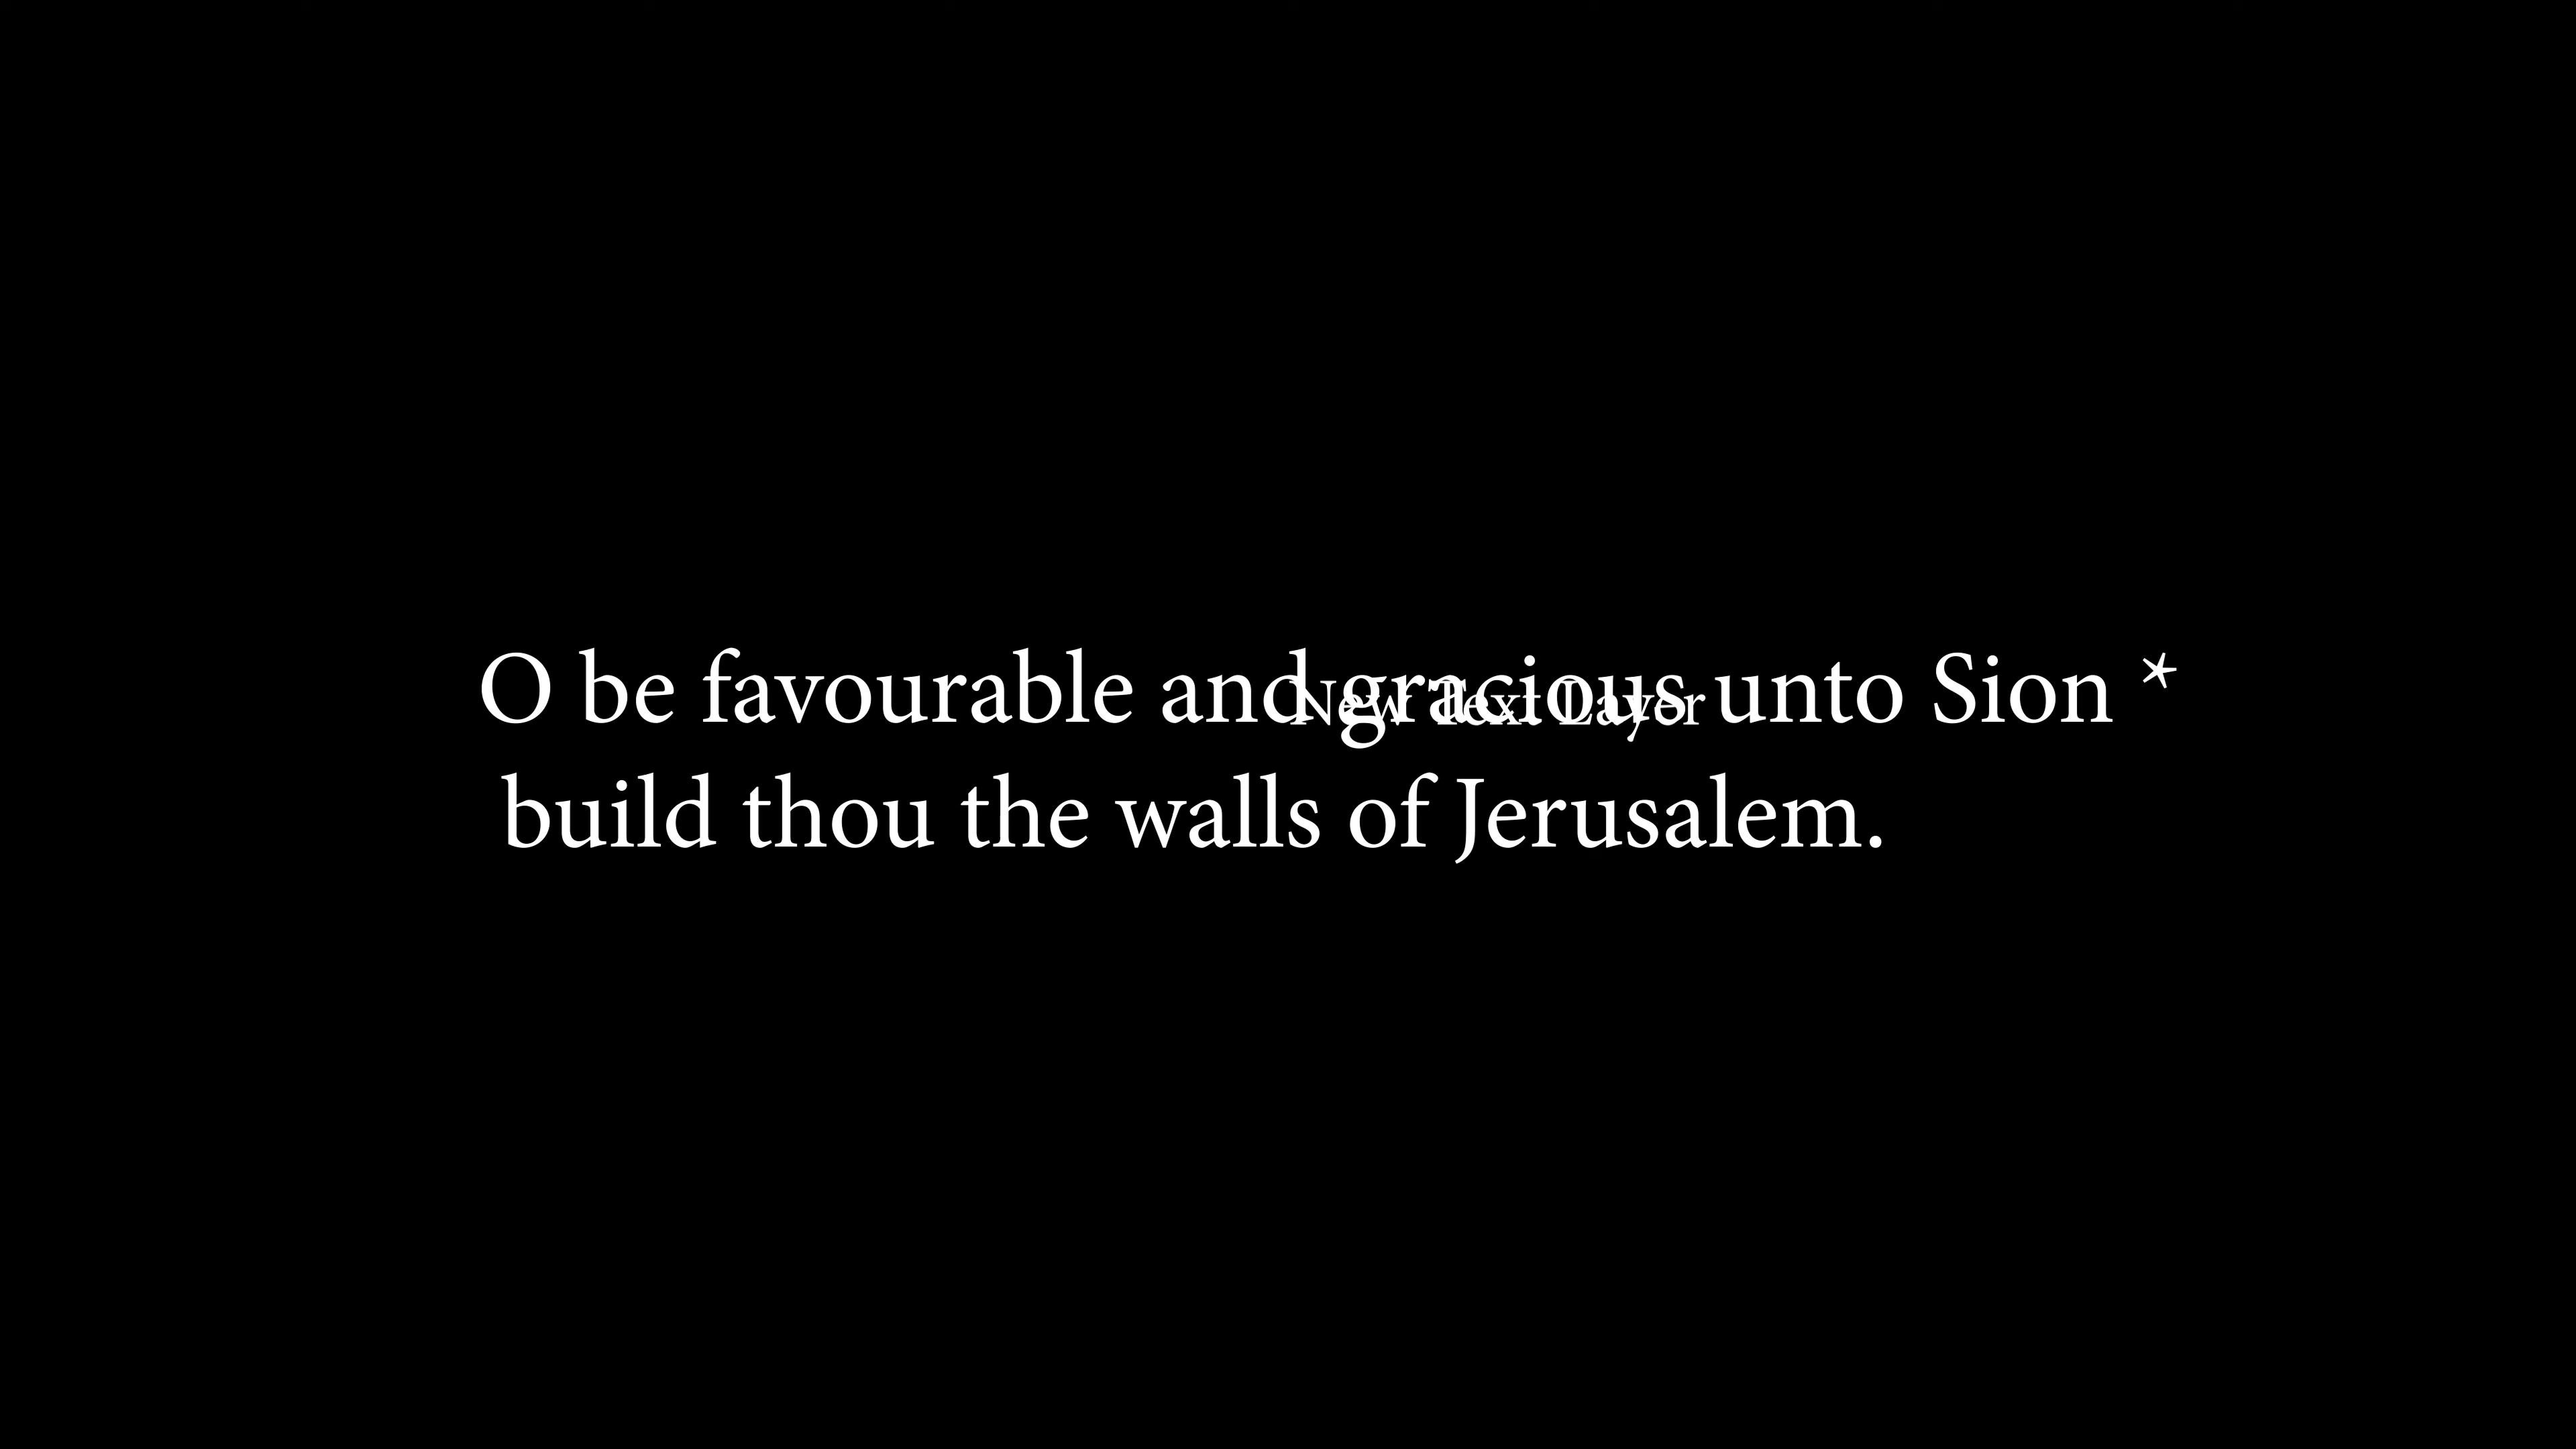 O be favourable and gracious unto Sion *
New Text Layer
build thou the walls of Jerusalem.